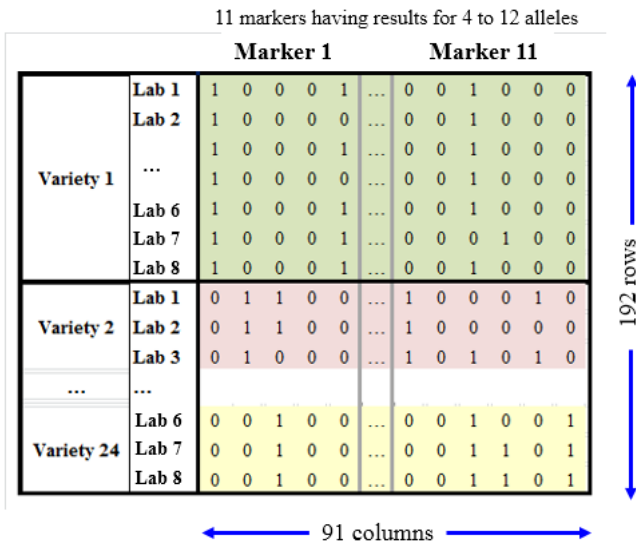 11 markers having results for 4 to 12 alleles
Marker 1 Marker 11
Lab 1 1 0 0 0 1 ... 0 0 1 0 0 0
Lab 2 1 0 0 0 0 ... 0 0 1 0 0 0
1 0 0 0 1 ... 0 0 1 0 0 0
Variety 1 ... 1 0 0 0 0 ... 0 0 1 0 0 0
Lab 6 1 0 0 0 1 ... 0 0 1 0 0 0
Lab 7 1 0 0 0 1 ... 0 0 0 1 0 0
Lab 8 1 0 0 0 1 ... 0 0 1 0 0 0
Lab 1 0 1 1 0 0 ... 1 0 0 0 1 0
Variety 2 Lab 2 0 1 1 0 0 ... 1 0 0 0 0 0
Lab 3 0 1 0 0 0 ... 1 0 1 0 1 0
... ...
Lab 6 0 0 1 0 0 ... 0 0 1 0 0 1
Variety 24 Lab 7 0 0 1 0 0 ... 0 0 1 1 0 1
Lab 8 0 0 1 0 0 ... 0 0 1 1 0 1
192 rows
91 columns